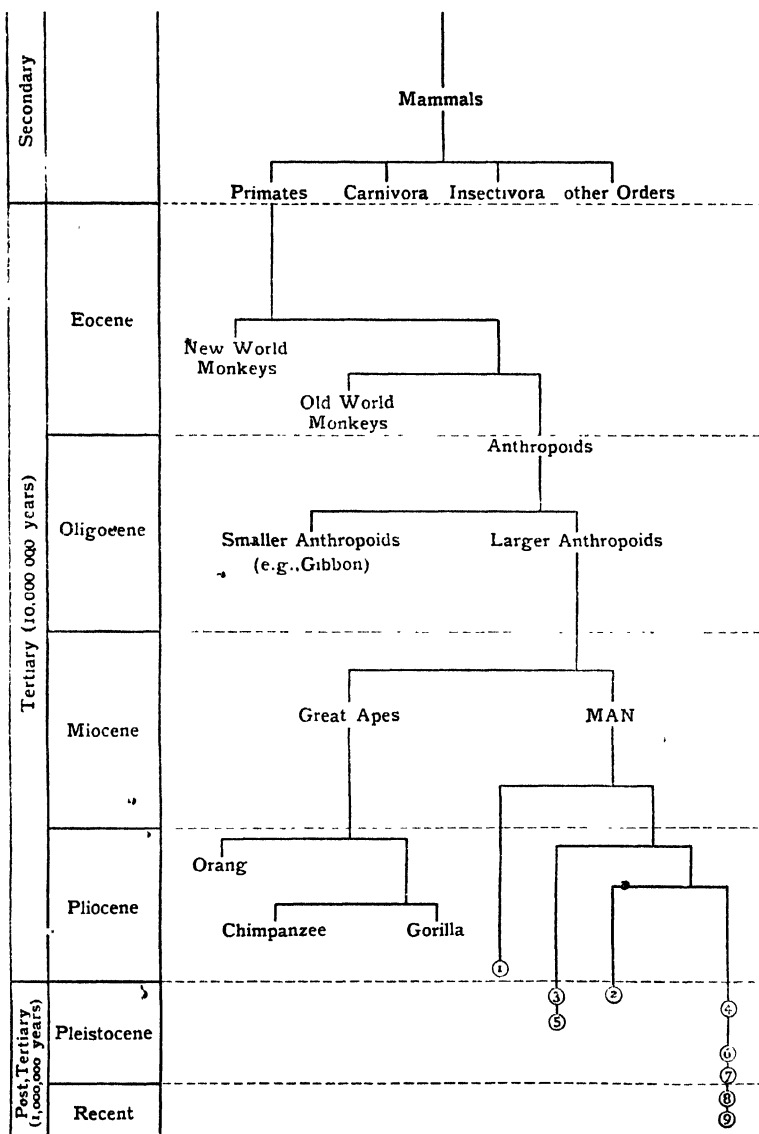 Secondary
Mammals
Primates Carnivora Insectivora other Orders
Tertiary (10,000 000 years)
Eocene
New World
Monkeys
Old World
Monkeys
Anthropoids
Oligocene
Smaller Anthropoids
(e.g.,Gibbon)
Larger Anthropoids
Miocene
Great Apes
MAN
Pliocene
Orang
Chimpanzee
Gorilla
1
Post,Tertiary
(1,000,000 years)
Pleistocene
3 2 4
5
6
7
Recent
8
9